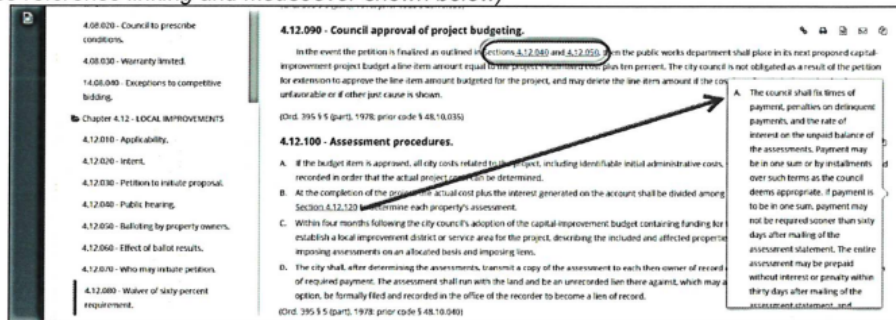 4.08.020 - Council to prescribe
conditions.
4.08.030 - Warranty limited.
14.08.040 - Exceptions to competitive
bidding.
Chapter 4.12 - LOCAL IMPROVEMENTS
4.12.010 - Applicability.
4.12.020 - Intent.
4.12.030 - Petition to initiate proposal.
4.12.040 - Public hearing.
4.12.050 - Balloting by property owners.
4.12.060 - Effect of ballot results.
4.12.070 - Who may initiate petition.
4.12.080 - Waiver of sixty-percent
requirement.
4.12.090 - Council approval of project budgeting.
In the event the petition is finalized as outlined in Sections 4.12.040 and 4.12.050, then the public works department shall place in its next proposed capital-
improvement-project budget a line item amount equal to the project's estimated cost plus ten percent. The city council is not obligated as a result of the petition
for extension to approve the line item amount budgeted for the project, and may delete the line item amount if the
unfavorable or if other just cause is shown.
(Ord. 395 § 5 (part), 1978; prior code § 48.10.035)
4.12.100 - Assessment procedures.
A. If the budget item is approved, all city costs related to the project, including identifiable initial administrative costs,
recorded in order that the actual project costs can be determined.
B. At the completion of the project the actual cost plus the interest generated on the account shall be divided among
Section 4.12.120 to determine each property's assessment.
C. Within four months following the city council's adoption of the capital-improvement budget containing funding for
establish a local improvement district or service area for the project, describing the included and affected
imposing assessments on an allocated basis and imposing liens.
D. The city shall, after determining the assessments, transmit a copy of the assessment to each then owner of record
of required payment. The assessment shall run with the land and be an unrecorded lien there against, which may
option, be formally filed and recorded in the office of the recorder to become a lien of record.
(Ord. 395 § 5 (part), 1978; prior code § 48.10.040)
A. The council shall fix times of
payment, penalties on delinquent
payments, and the rate of
interest on the unpaid balance of
the assessments. Payment may
be in one sum or by installments
over such terms as the council
deems appropriate. If payment is
to be in one sum, payment may
not be required sooner than sixty
days after mailing of the
assessment statement. The entire
assessment may be prepaid
without interest or penalty within
thirty days after mailing of the
assessment statement, and